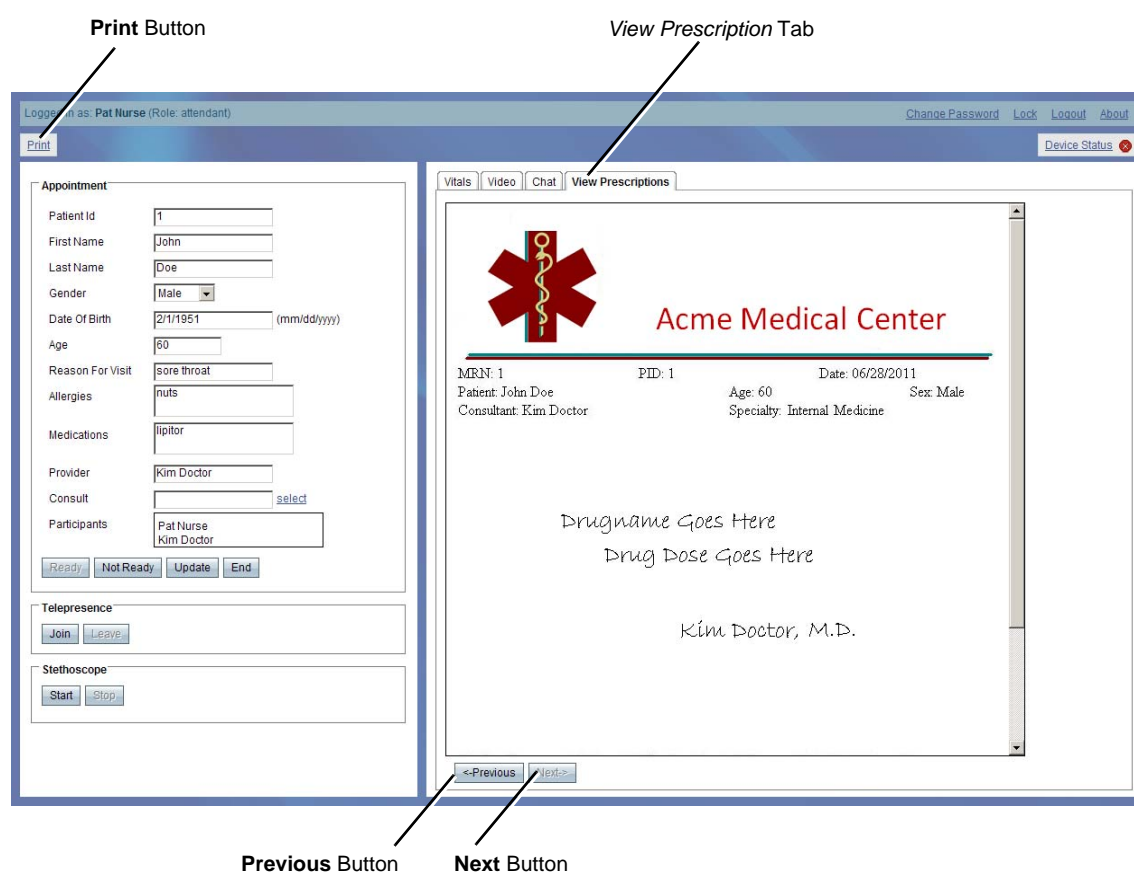 Print Button
View Prescription Tab
Logged in as: Pat Nurse (Role: attendant)
Change Password Lock Logout About
Print
Device Status
Appointment
Patient Id 1
First Name John
Last Name Doe
Gender Male
Date Of Birth 2/1/1951 (mm/dd/yyyy)
Age 60
Reason For Visit sore throat
Allergies nuts
Medications lipitor
Provider Kim Doctor
Consult select
Participants Pat Nurse
Kim Doctor
Ready Not Ready Update End
Telepresence
Join Leave
Stethoscope
Start Stop
Vitals Video Chat View Prescriptions
Acme Medical Center
MRN: 1 PID: 1 Date: 06/28/2011
Patient: John Doe Age: 60 Sex: Male
Consultant: Kim Doctor Specialty: Internal Medicine
Drugname Goes Here
Drug Dose Goes Here
Kim Doctor, M.D.
<-Previous Next->
Previous Button Next Button